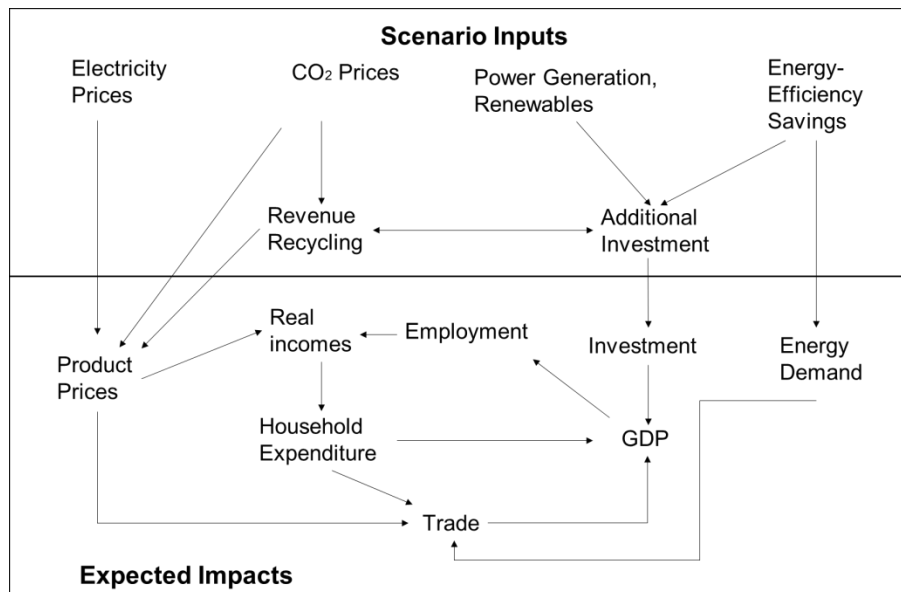 Scenario Inputs
Electricity
Prices
CO₂ Prices
Power Generation,
Renewables
Energy-
Efficiency
Savings
Revenue
Recycling
Additional
Investment
Real
incomes
Employment
Investment
Energy
Demand
Product
Prices
Household
Expenditure
GDP
Trade
Expected Impacts